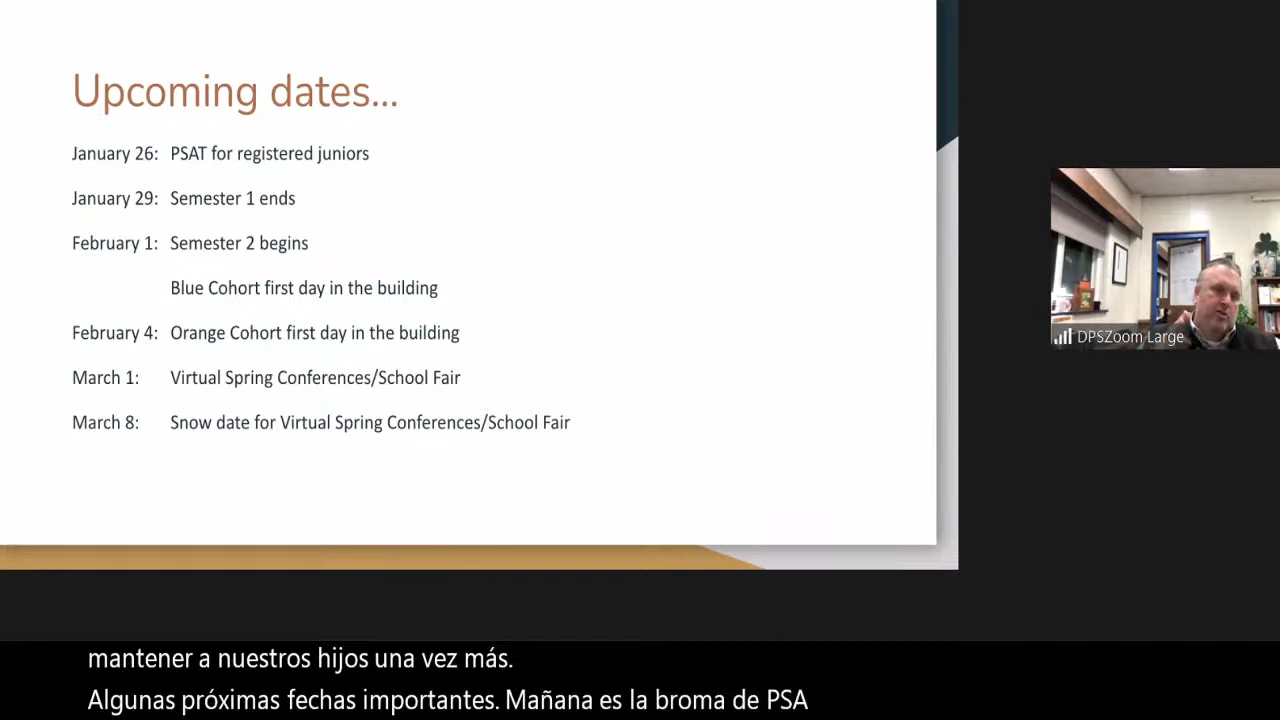 Upcoming dates...
January 26: PSAT for registered juniors
January 29: Semester 1 ends
February 1: Semester 2 begins
Blue Cohort first day in the building
February 4: Orange Cohort first day in the building
March 1: Virtual Spring Conferences/School Fair
March 8: Snow date for Virtual Spring Conferences/School Fair
DPSZoom Large
mantener a nuestros hijos una vez más.
Algunas próximas fechas importantes. Mañana es la broma de PSA